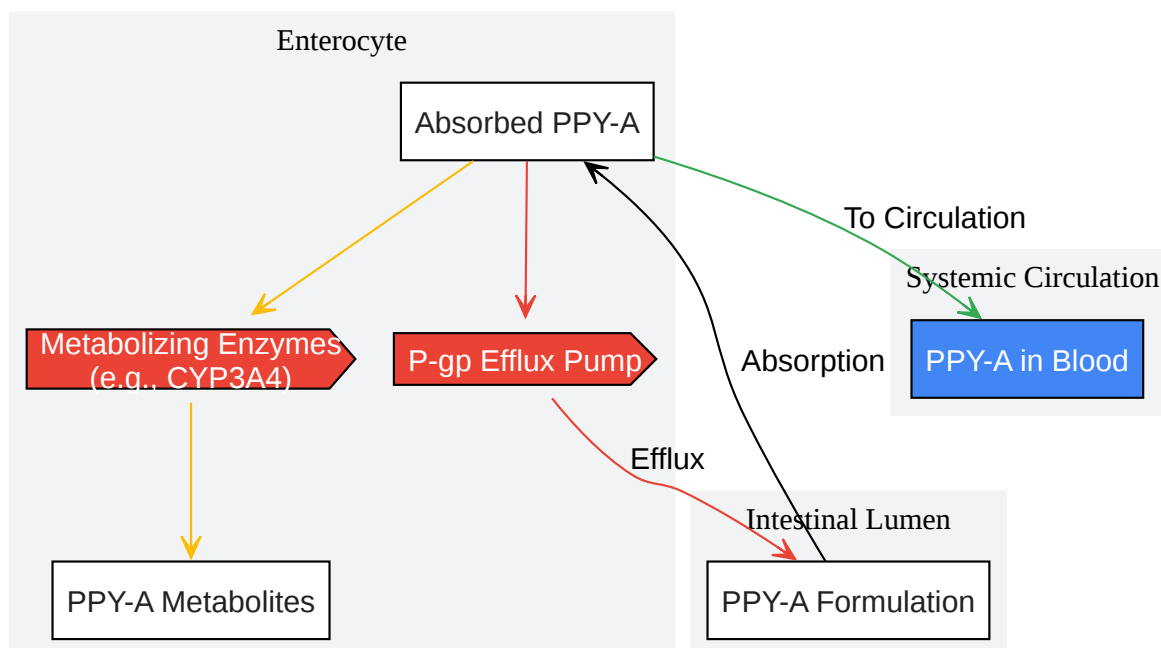 Enterocyte
Absorbed PPY-A
To Circulation
Systemic Circulation
Metabolizing Enzymes
(e.g., CYP3A4)
P-gp Efflux Pump
Absorption
PPY-A in Blood
Efflux
Intestinal Lumen
PPY-A Metabolites
PPY-A Formulation